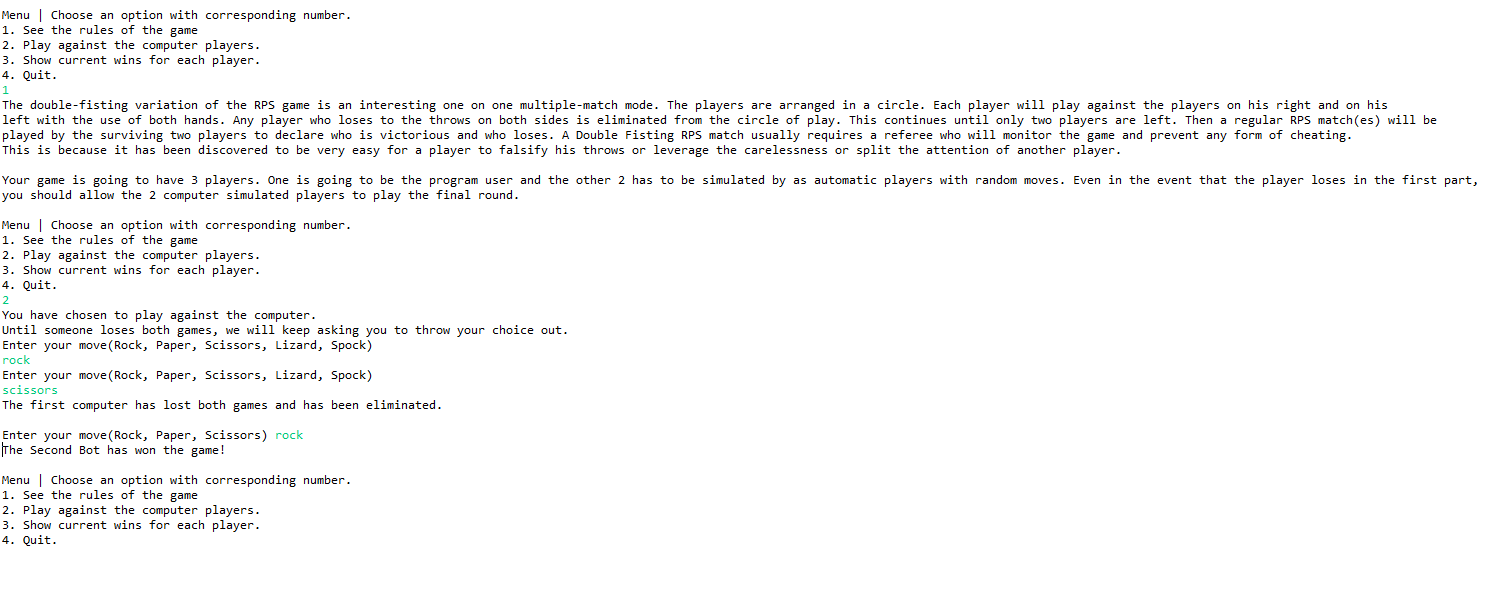 Menu | Choose an option with corresponding number.
1. See the rules of the game
2. Play against the computer players.
3. Show current wins for each player.
4. Quit.
1
The double-fisting variation of the RPS game is an interesting one on one multiple-match mode. The players are arranged in a circle. Each player will play against the players on his right and on his
left with the use of both hands. Any player who loses to the throws on both sides is eliminated from the circle of play. This continues until only two players are left. Then a regular RPS match(es) will be
played by the surviving two players to declare who is victorious and who loses. A Double Fisting RPS match usually requires a referee who will monitor the game and prevent any form of cheating.
This is because it has been discovered to be very easy for a player to falsify his throws or leverage the carelessness or split the attention of another player.
Your game is going to have 3 players. One is going to be the program user and the other 2 has to be simulated by as automatic players with random moves. Even in the event that the player loses in the first part,
you should allow the 2 computer simulated players to play the final round.
Menu | Choose an option with corresponding number.
1. See the rules of the game
2. Play against the computer players.
3. Show current wins for each player.
4. Quit.
2
You have chosen to play against the computer.
Until someone loses both games, we will keep asking you to throw your choice out.
Enter your move(Rock, Paper, Scissors, Lizard, Spock)
rock
Enter your move(Rock, Paper, Scissors, Lizard, Spock)
scissors
The first computer has lost both games and has been eliminated.
Enter your move(Rock, Paper, Scissors) rock
The Second Bot has won the game!
Menu | Choose an option with corresponding number.
1. See the rules of the game
2. Play against the computer players.
3. Show current wins for each player.
4. Quit.